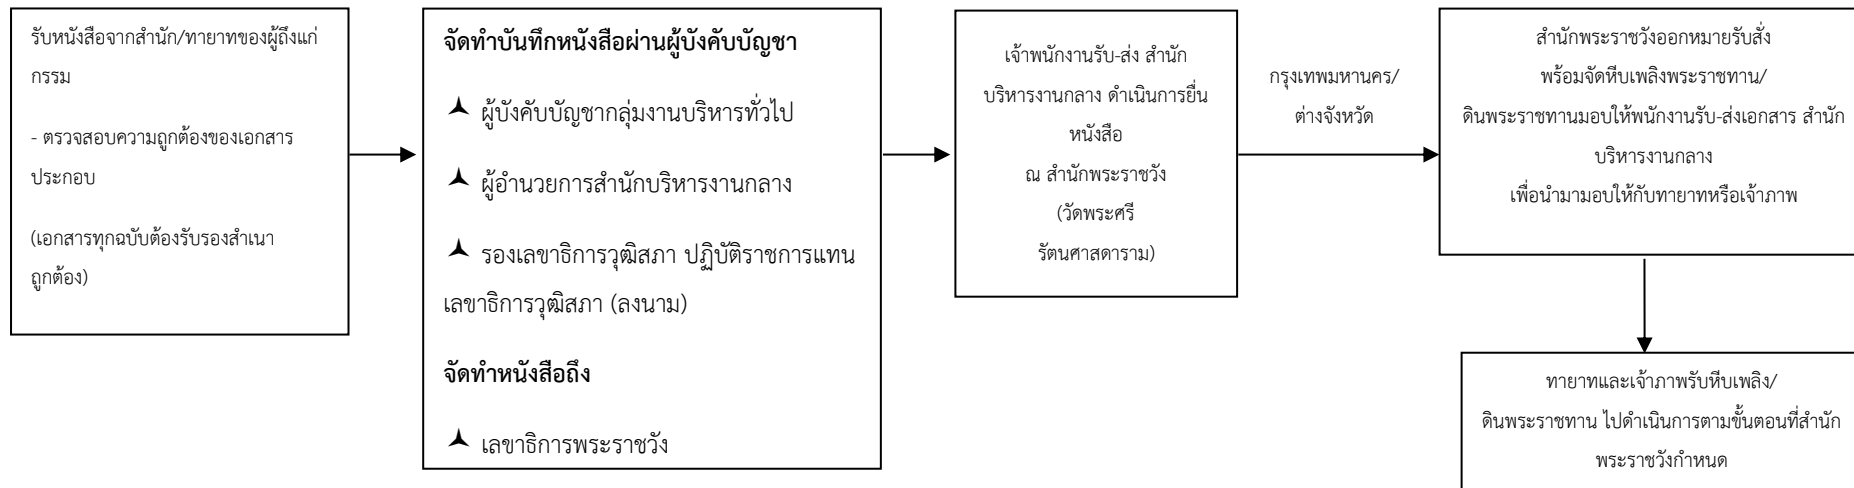 รับหนังสือจากสำนัก/ทายาทของผู้ถึงแก่
กรรม
- ตรวจสอบความถูกต้องของเอกสาร
ประกอบ
(เอกสารทุกฉบับต้องรับรองสำเนา
ถูกต้อง)
จัดทำบันทึกหนังสือผ่านผู้บังคับบัญชา
ผู้บังคับบัญชากลุ่มงานบริหารทั่วไป
ผู้อำนวยการสำนักบริหารงานกลาง
รองเลขาธิการวุฒิสภา ปฏิบัติราชการแทน
เลขาธิการวุฒิสภา (ลงนาม)
จัดทำหนังสือถึง
เลขาธิการพระราชวัง
เจ้าพนักงานรับ-ส่ง สำนัก
บริหารงานกลาง ดำเนินการยื่น
หนังสือ
ณ สำนักพระราชวัง
(วัดพระศรี
รัตนศาสดาราม)
กรุงเทพมหานคร/
ต่างจังหวัด
สำนักพระราชวังออกหมายรับสั่ง
พร้อมจัดหีบเพลิงพระราชทาน/
ดินพระราชทานมอบให้พนักงานรับ-ส่งเอกสาร สำนัก
บริหารงานกลาง
เพื่อนำมามอบให้กับทายาทหรือเจ้าภาพ
ทายาทและเจ้าภาพรับหีบเพลิง/
ดินพระราชทาน ไปดำเนินการตามขั้นตอนที่สำนัก
พระราชวังกำหนด